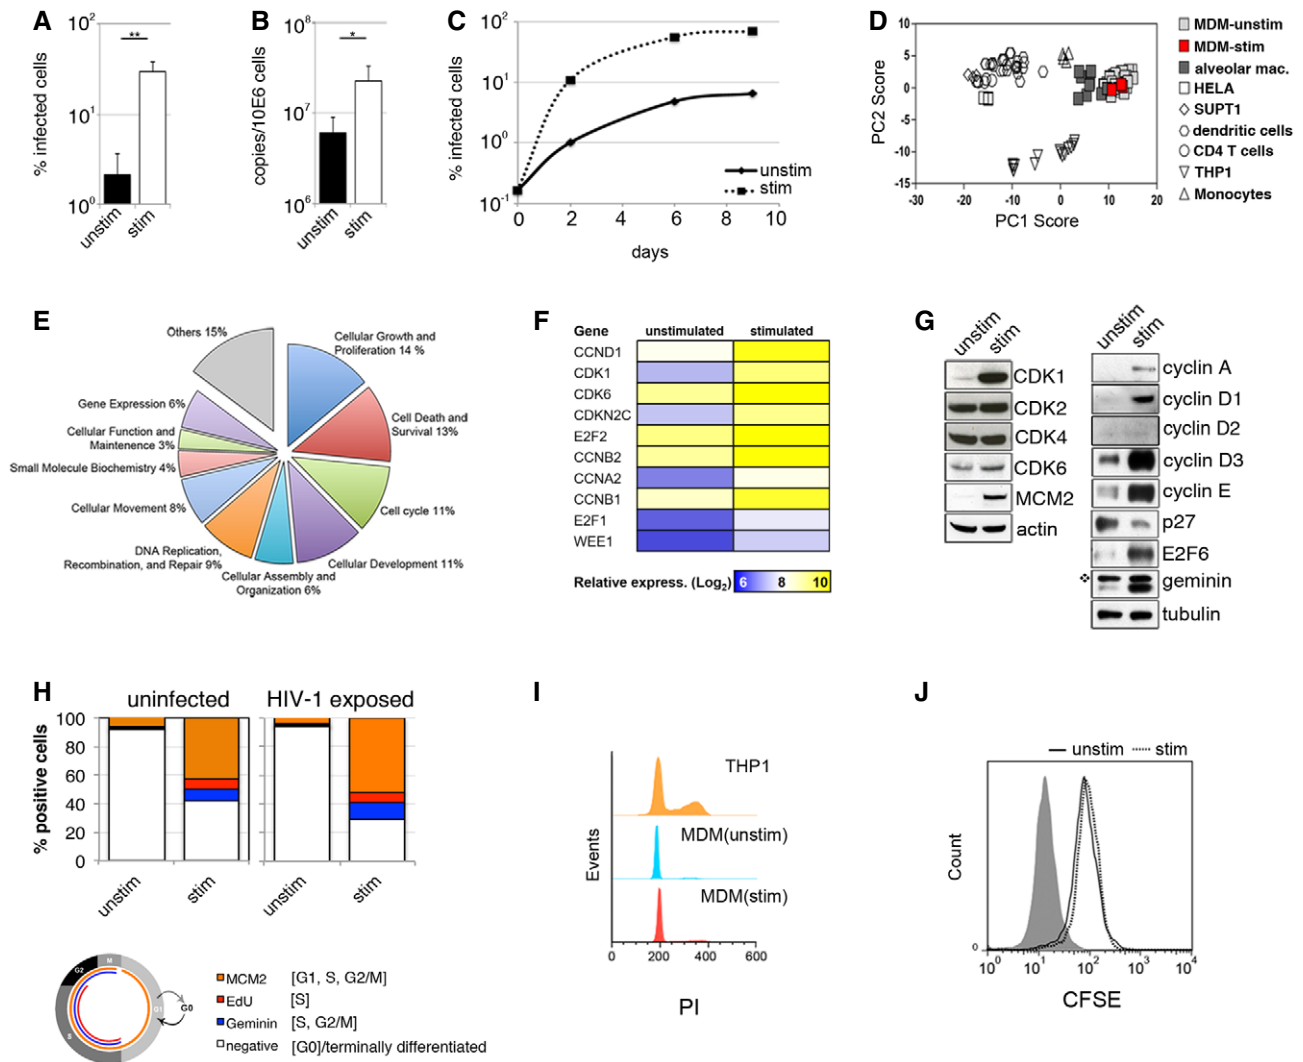 A
% infected cells
10²
10¹
10⁰
**
unstim
stim
B
copies/10E6 cells
10⁸
10⁷
10⁶
*
unstim
stim
C
% infected cells
10²
10¹
10⁰
10⁻¹
0 2 4 6 8 10
days
unstim
stim
D
PC2 Score
10
5
0
-5
-10
-15
-30 -20 -10 0 10 20
PC1 Score
MDM-unstim
MDM-stim
alveolar mac.
HELA
SUPT1
dendritic cells
CD4 T cells
THP1
Monocytes
E
Others 15%
Cellular Growth and
Proliferation 14 %
Cell Death and
Survival 13%
Cell cycle 11%
Cellular Development 11%
Cellular Assembly and
Organization 6%
DNA Replication,
Recombination, and Repair 9%
Cellular Movement 8%
Small Molecule Biochemistry 4%
Cellular Function and
Maintenence 3%
Gene Expression 6%
F
Gene unstimulated stimulated
CCND1
CDK1
CDK6
CDKN2C
E2F2
CCNB2
CCNA2
CCNB1
E2F1
WEE1
Relative express. (Log₂) 6 8 10
G
unstim
stim
CDK1
CDK2
CDK4
CDK6
MCM2
actin
unstim
stim
cyclin A
cyclin D1
cyclin D2
cyclin D3
cyclin E
p27
E2F6
geminin
tubulin
H
uninfected HIV-1 exposed
% positive cells
100
80
60
40
20
0
unstim
stim
unstim
stim
M
G2
S
G1
G0
MCM2 [G1, S, G2/M]
EdU [S]
Geminin [S, G2/M]
negative [G0]/terminally differentiated
I
Events
THP1
MDM(unstim)
MDM(stim)
0 200 400 600
PI
J
unstim stim
Count
0
10⁰ 10¹ 10² 10³ 10⁴
CFSE